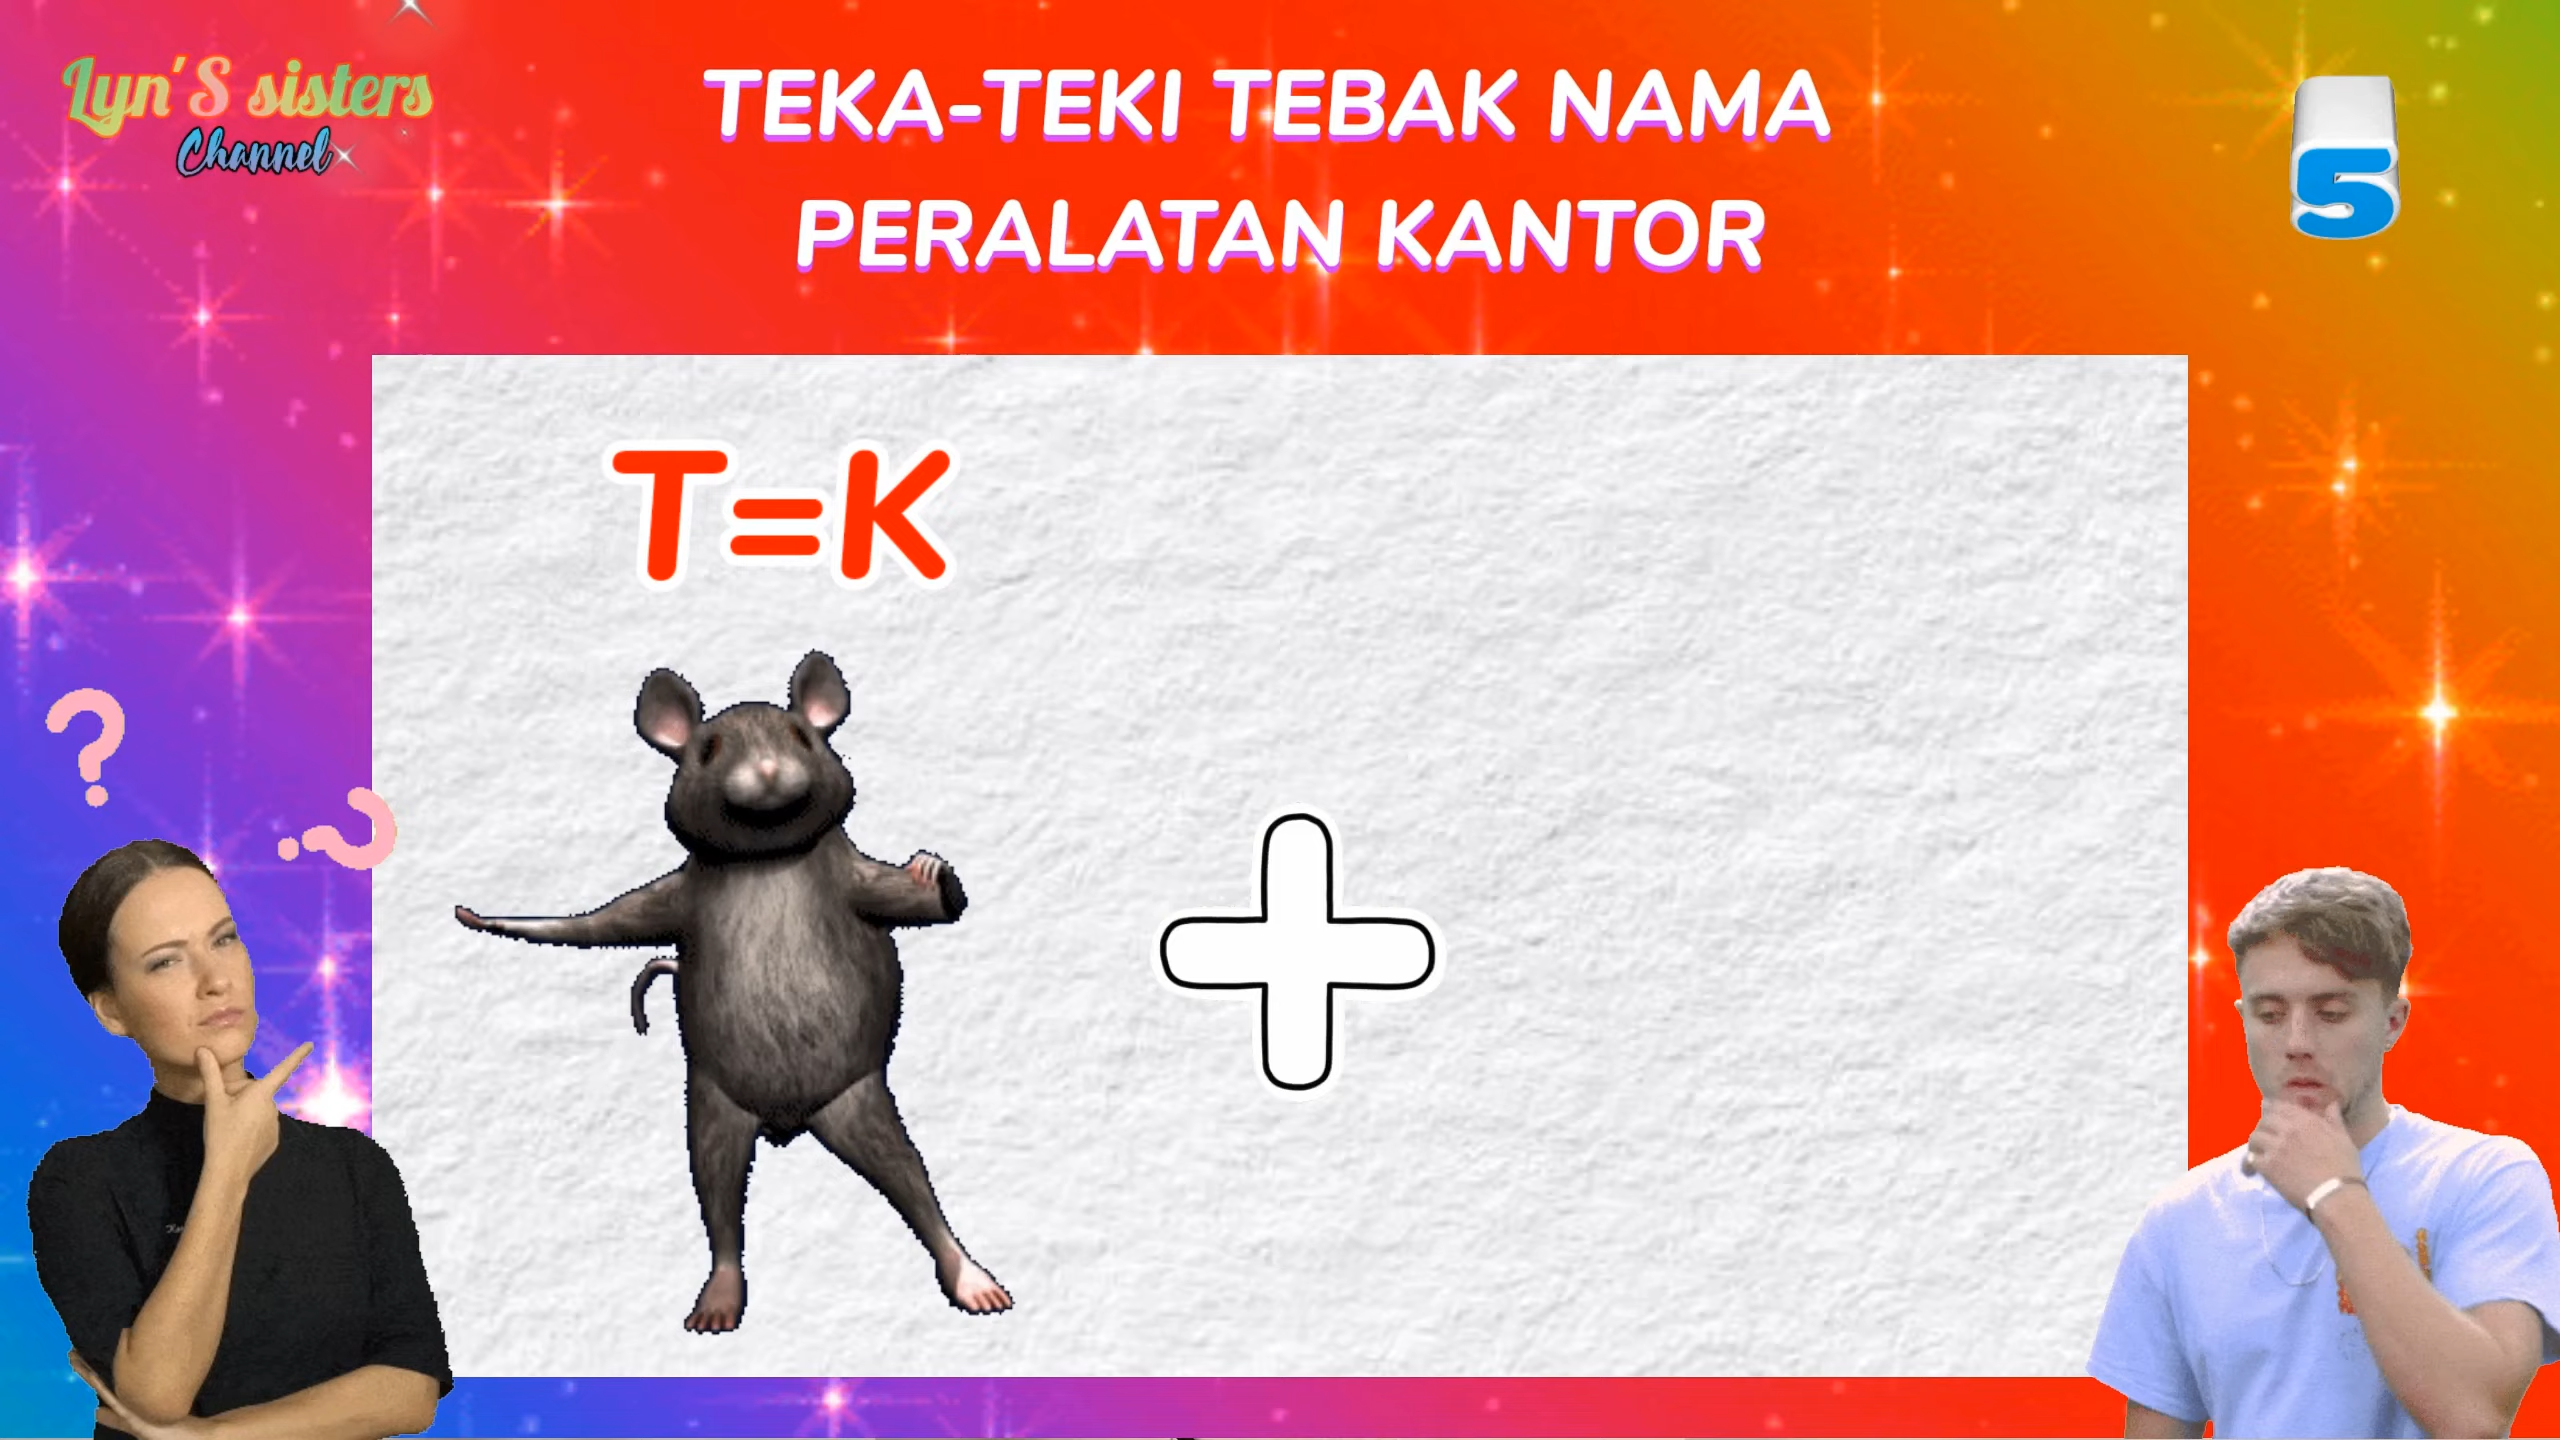 Lyn'S sisters
Channel
TEKA-TEKI TEBAK NAMA
PERALATAN KANTOR
5
T=K
+
?
?